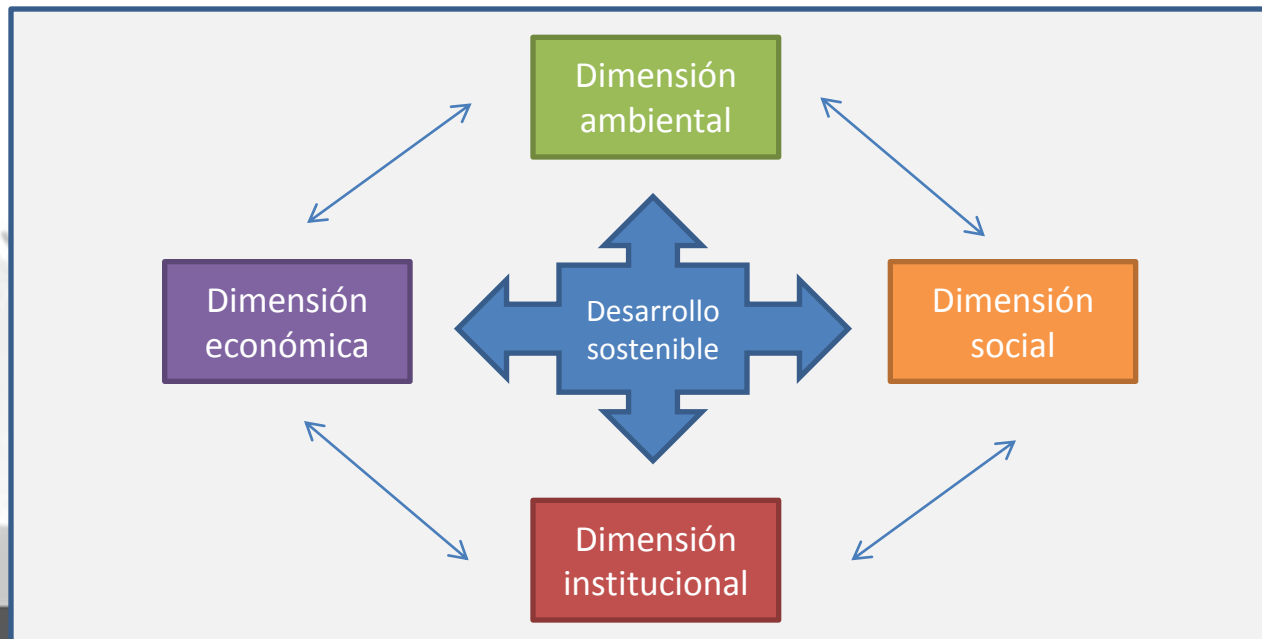 Dimensión
ambiental
Dimensión
económica
Desarrollo
sostenible
Dimensión
social
Dimensión
institucional